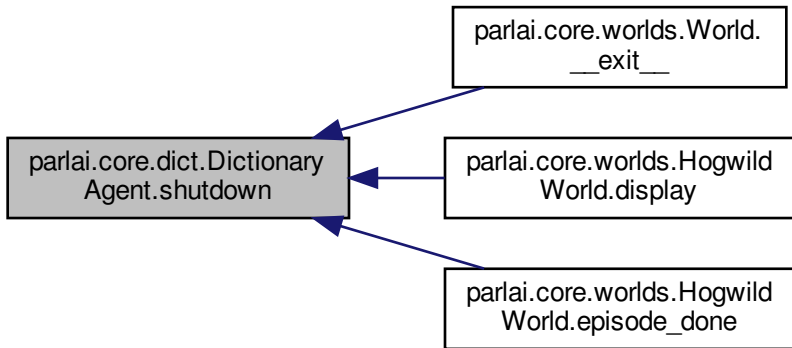 parlai.core.worlds.World.
__exit__
parlai.core.dict.Dictionary
Agent.shutdown
parlai.core.worlds.Hogwild
World.display
parlai.core.worlds.Hogwild
World.episode_done